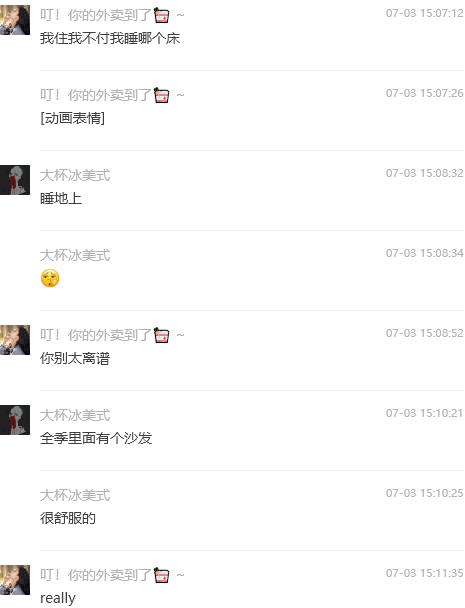 叮！你的外卖到了 ~ 07-03 15:07:12
我住我不付我睡哪个床
叮！你的外卖到了 ~ 07-03 15:07:26
[动画表情]
大杯冰美式 07-03 15:08:32
睡地上
大杯冰美式 07-03 15:08:34
叮！你的外卖到了 ~ 07-03 15:08:52
你别太离谱
大杯冰美式 07-03 15:10:21
全季里面有个沙发
大杯冰美式 07-03 15:10:25
很舒服的
叮！你的外卖到了 ~ 07-03 15:11:35
really